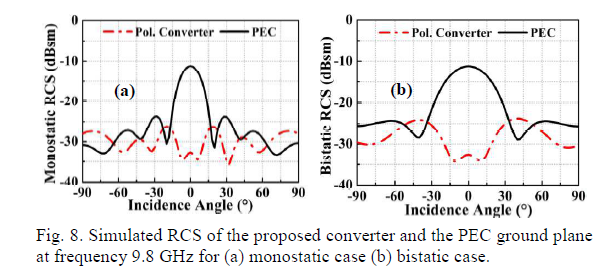 0
-10
-20
-30
-40
Monostatic RCS (dBsm)
Pol. Converter
PEC
(a)
-90 -60 -30 0 30 60 90
Incidence Angle (°)
0
-10
-20
-30
-40
Bistatic RCS (dBsm)
Pol. Converter
PEC
(b)
-90 -60 -30 0 30 60 90
Incidence Angle (°)
Fig. 8. Simulated RCS of the proposed converter and the PEC ground plane
at frequency 9.8 GHz for (a) monostatic case (b) bistatic case.